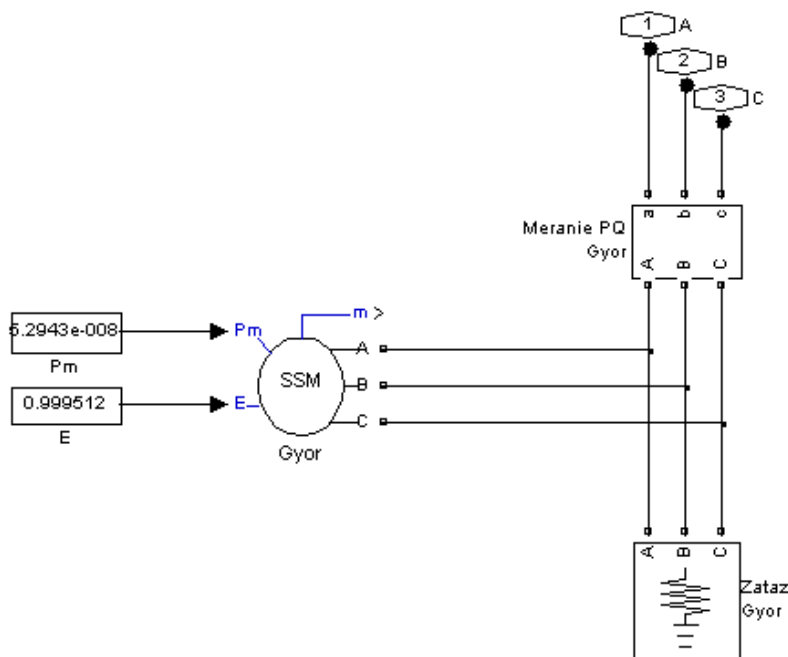 1 A
2 B
3 C
a b c
Meranie PQ
Gyor
A B C
5.2943e-008
Pm
Pm
m >
A
SSM
B
0.999512
E
E
C
Gyor
A B C
Zataz
Gyor